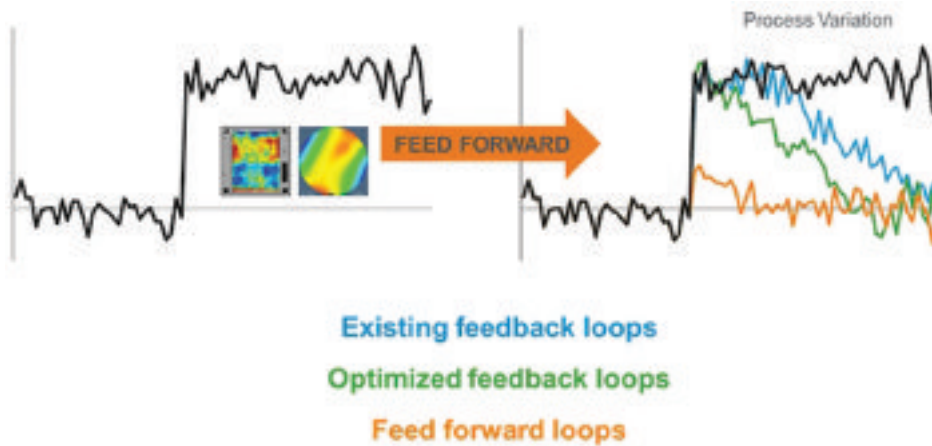 Process Variation
FEED FORWARD
Existing feedback loops
Optimized feedback loops
Feed forward loops